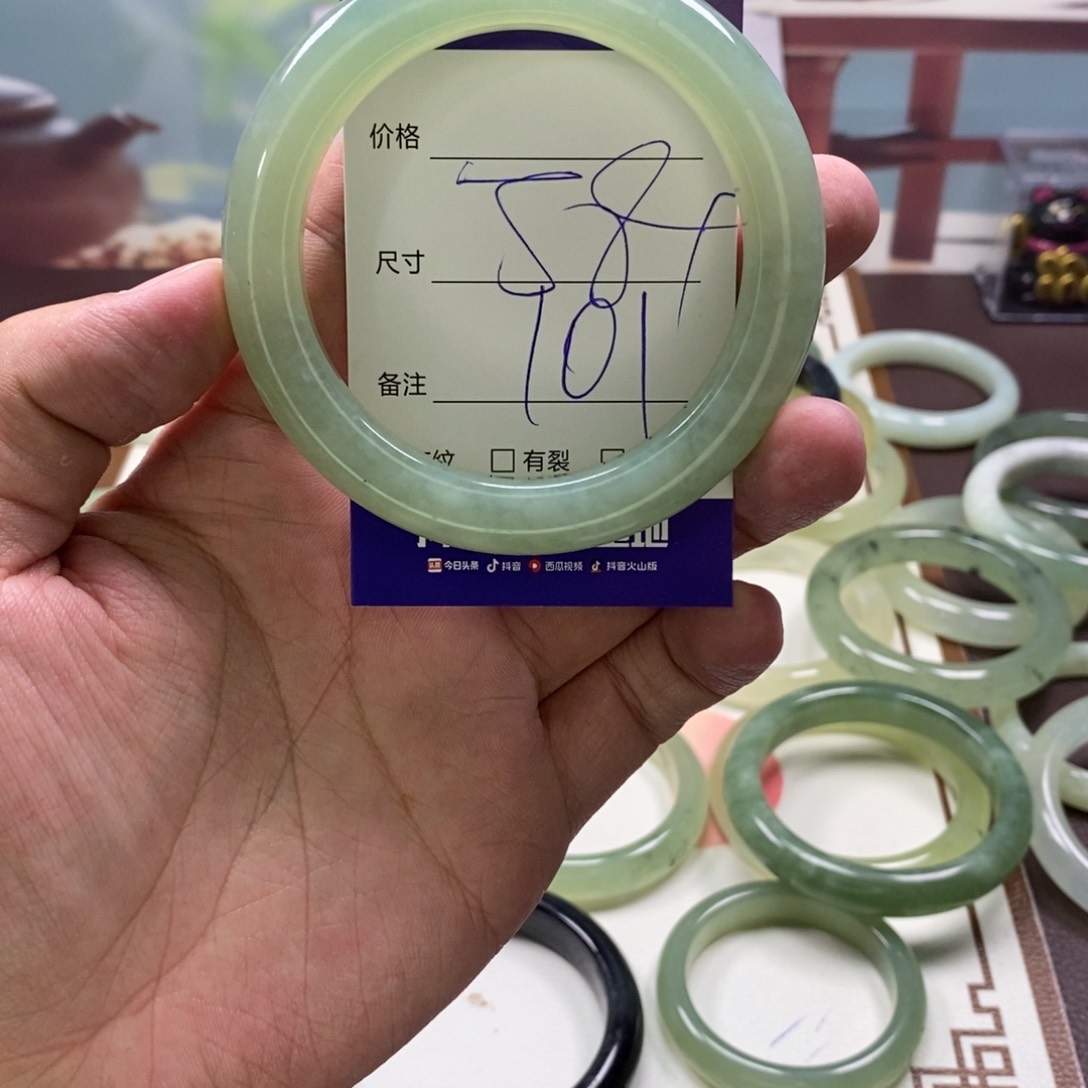 价格
584
尺寸
101
备注
纹 有裂
今日头条 抖音 西瓜视频 抖音火山版